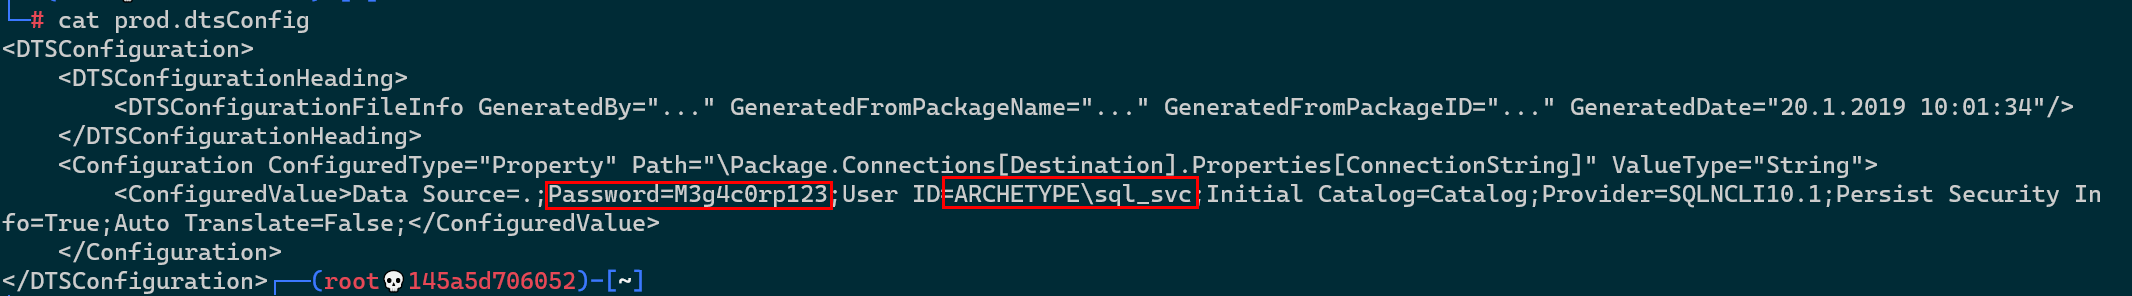 └─# cat prod.dtsConfig
<DTSConfiguration>
    <DTSConfigurationHeading>
        <DTSConfigurationFileInfo GeneratedBy="..." GeneratedFromPackageName="..." GeneratedFromPackageID="..." GeneratedDate="20.1.2019 10:01:34"/>
    </DTSConfigurationHeading>
    <Configuration ConfiguredType="Property" Path="\Package.Connections[Destination].Properties[ConnectionString]" ValueType="String">
        <ConfiguredValue>Data Source=.;Password=M3g4c0rp123;User ID=ARCHETYPE\sql_svc;Initial Catalog=Catalog;Provider=SQLNCLI10.1;Persist Security In
fo=True;Auto Translate=False;</ConfiguredValue>
    </Configuration>
</DTSConfiguration>┌──(root💀145a5d706052)-[~]